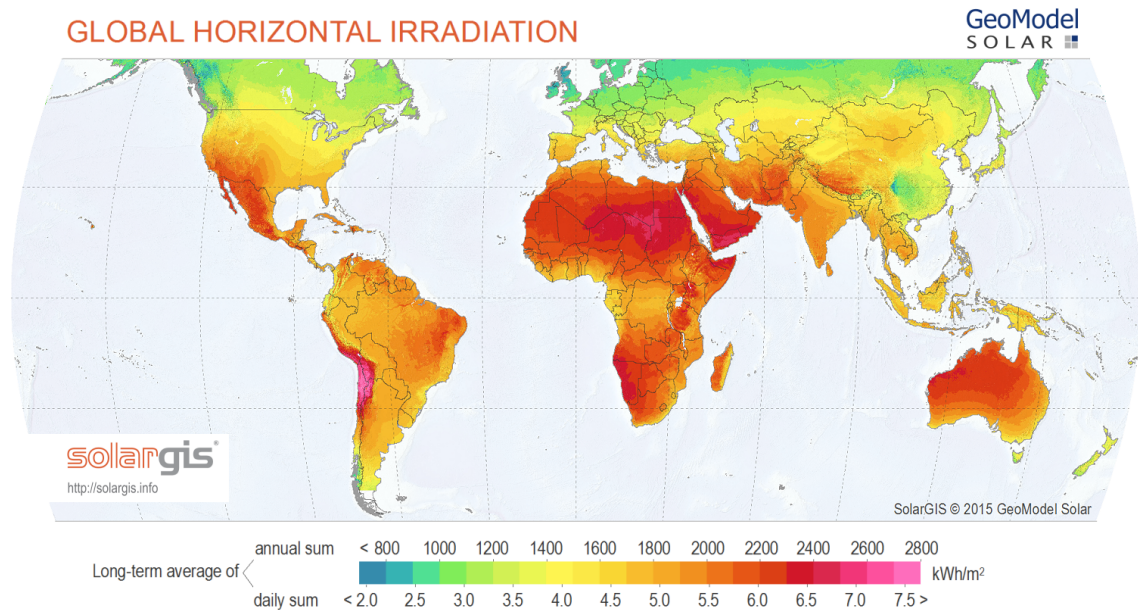 GLOBAL HORIZONTAL IRRADIATION
GeoModel
SOLAR
solargis®
http://solargis.info
SolarGIS © 2015 GeoModel Solar
annual sum < 800 1000 1200 1400 1600 1800 2000 2200 2400 2600 2800
Long-term average of
kWh/m²
daily sum < 2.0 2.5 3.0 3.5 4.0 4.5 5.0 5.5 6.0 6.5 7.0 7.5 >